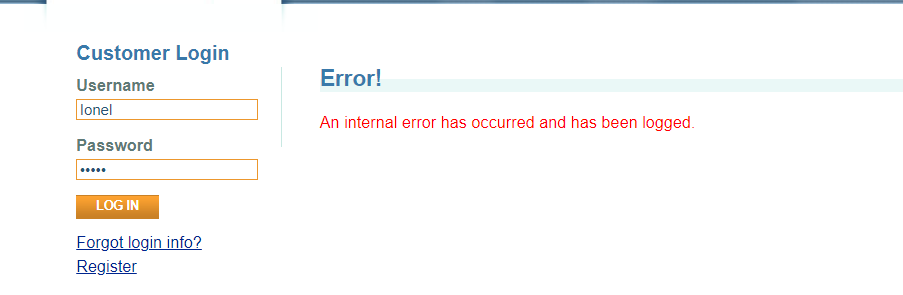 Customer Login
Username
Ionel
Password
•••••
LOG IN
Forgot login info?
Register
Error!
An internal error has occurred and has been logged.